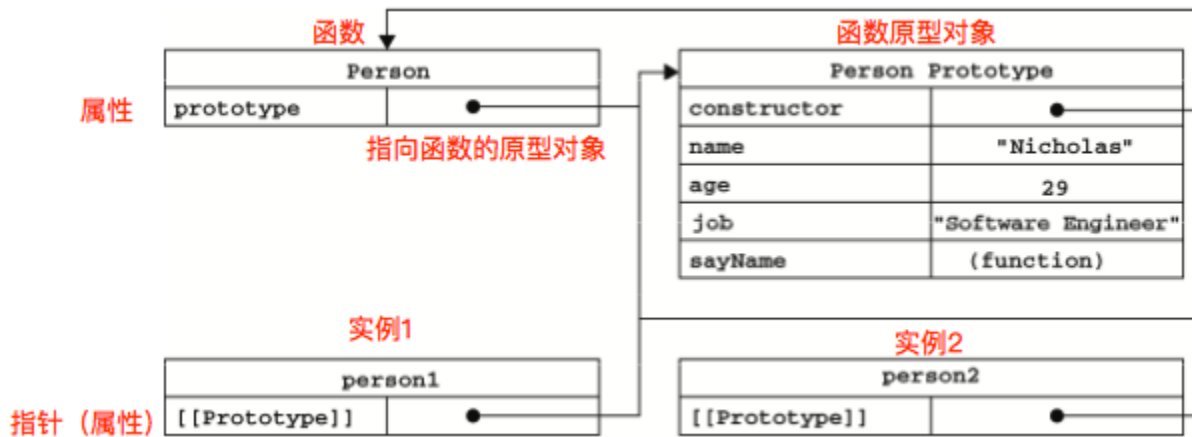 函数
函数原型对象
Person
Person Prototype
属性
prototype
constructor
指向函数的原型对象
name
"Nicholas"
age
29
job
"Software Engineer"
sayName
(function)
实例1
实例2
person1
person2
指针（属性）
[[Prototype]]
[[Prototype]]